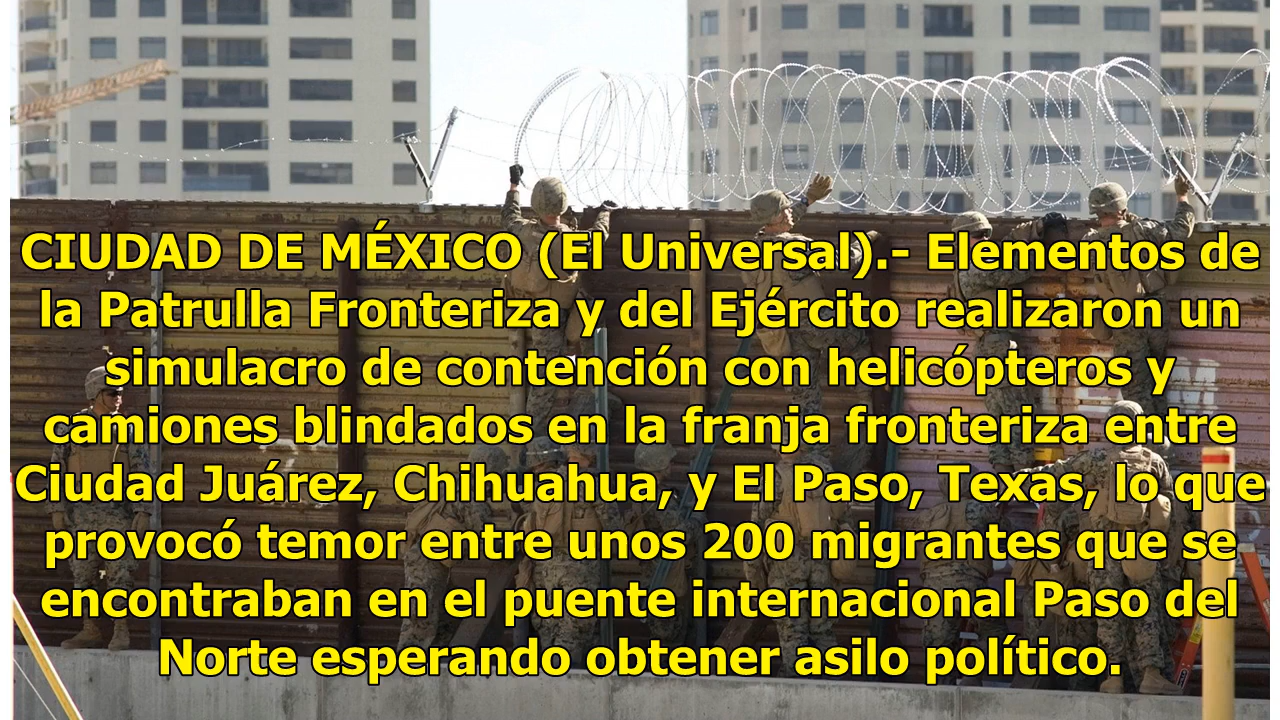 CIUDAD DE MÉXICO (El Universal).- Elementos de
la Patrulla Fronteriza y del Ejército realizaron un
simulacro de contención con helicópteros y
camiones blindados en la franja fronteriza entre
Ciudad Juárez, Chihuahua, y El Paso, Texas, lo que
provocó temor entre unos 200 migrantes que se
encontraban en el puente internacional Paso del
Norte esperando obtener asilo político.